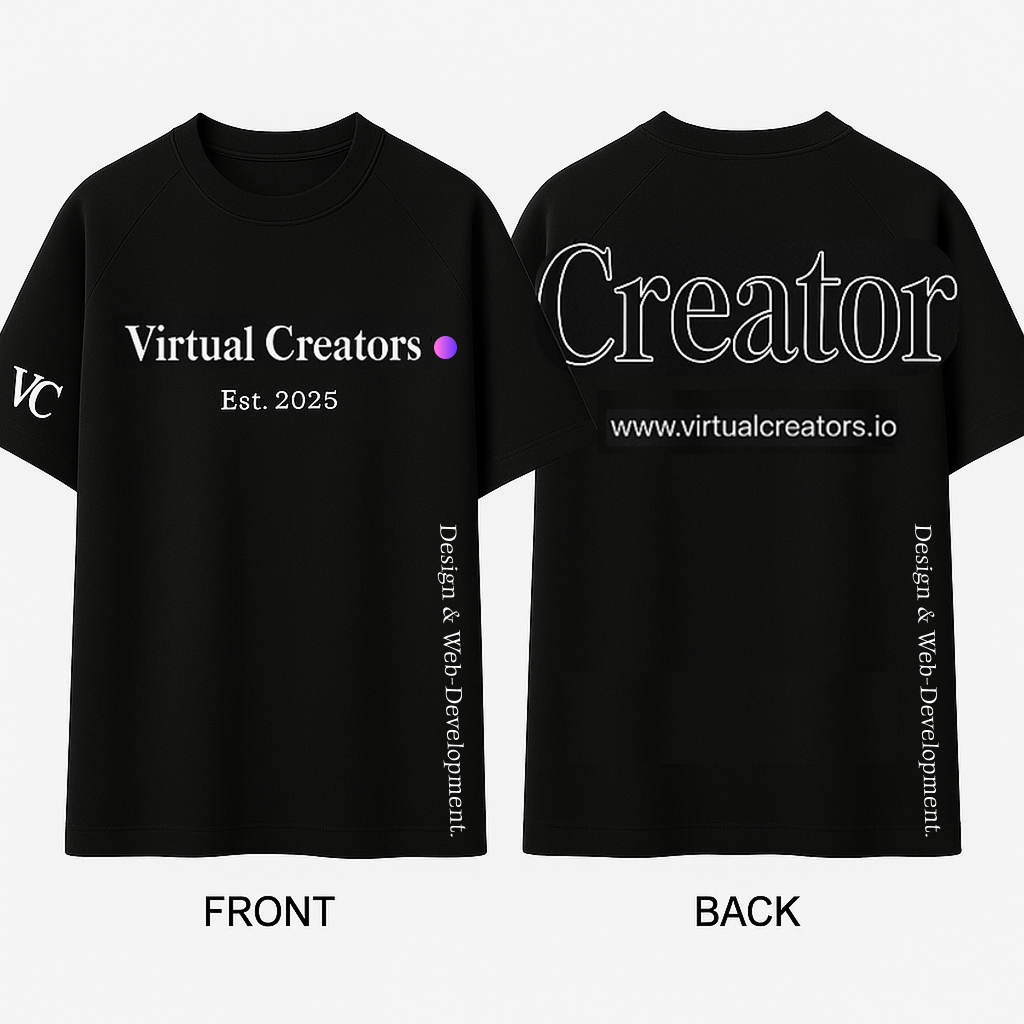 Virtual Creators
Est. 2025
VC
Design & Web-Development.
FRONT
Creator
www.virtualcreators.io
Design & Web-Development.
BACK